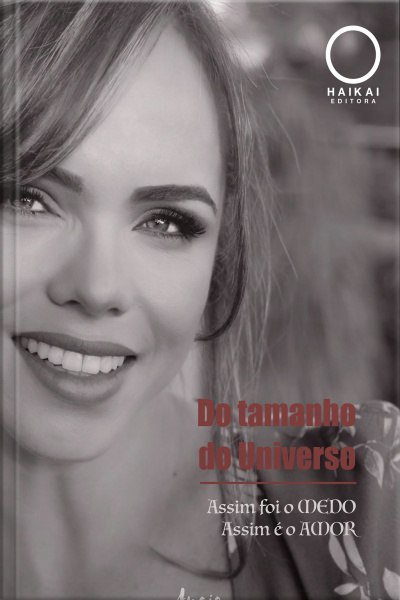 HAIKAI
EDITORA
Do tamanho
do Universo
Assim foi o MEDO
Assim é o AMOR